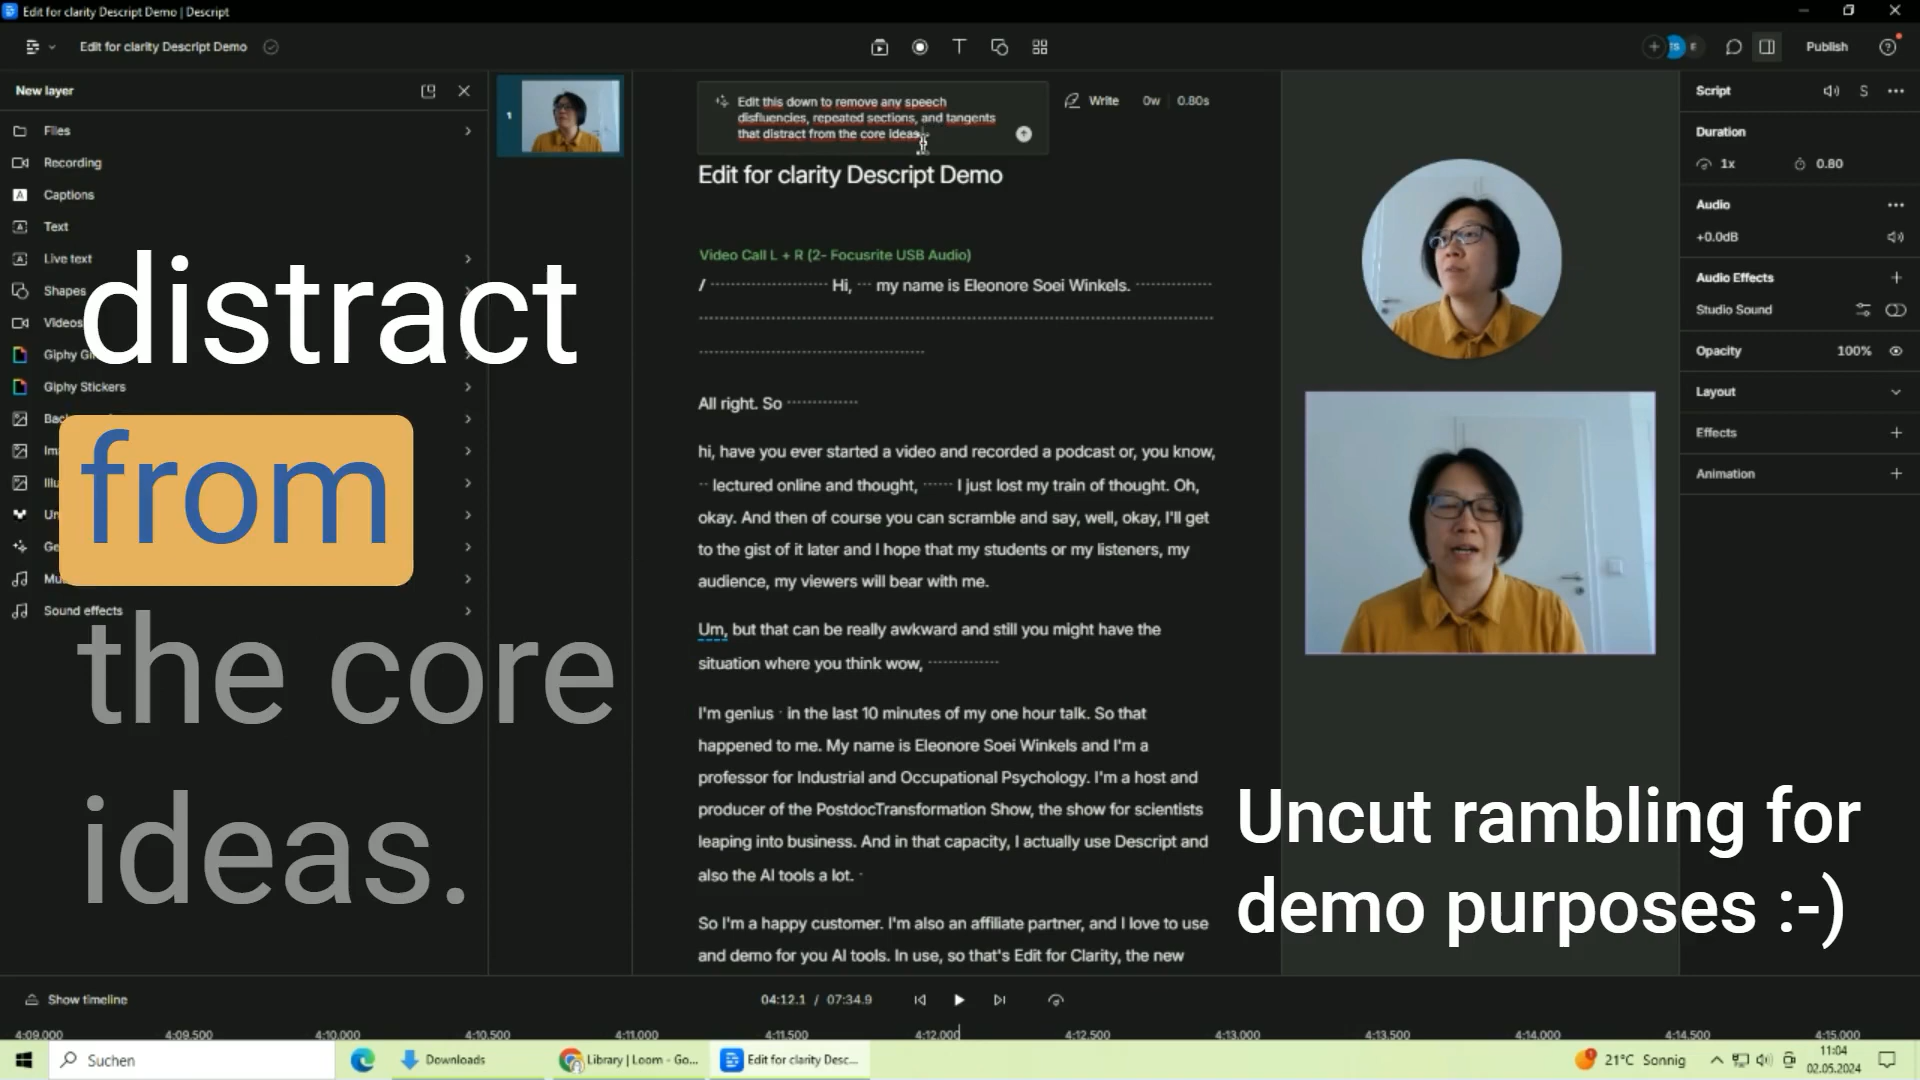 Edit for clarity Descript Demo | Descript
Edit for clarity Descript Demo
Publish
New layer
Files
Recording
Captions
Text
Live text
Shapes
Videos
Giphy
Giphy Stickers
Music
Sound effects
distract
from
the core
ideas.
1
Edit this down to remove any speech
disfluencies, repeated sections, and tangents
that distract from the core ideas.
Write 0w 0.80s
Edit for clarity Descript Demo
Video Call L + R (2- Focusrite USB Audio)
/ Hi, my name is Eleonore Soei Winkels.
All right. So
hi, have you ever started a video and recorded a podcast or, you know,
lectured online and thought, I just lost my train of thought. Oh,
okay. And then of course you can scramble and say, well, okay, I'll get
to the gist of it later and I hope that my students or my listeners, my
audience, my viewers will bear with me.
Um, but that can be really awkward and still you might have the
situation where you think wow,
I'm genius in the last 10 minutes of my one hour talk. So that
happened to me. My name is Eleonore Soei Winkels and I'm a
professor for Industrial and Occupational Psychology. I'm a host and
producer of the PostdocTransformation Show, the show for scientists
leaping into business. And in that capacity, I actually use Descript and
also the AI tools a lot.
So I'm a happy customer. I'm also an affiliate partner, and I love to use
and demo for you AI tools. In use, so that's Edit for Clarity, the new
Script S
Duration
1x 0.80
Audio
+0.0dB
Audio Effects
Studio Sound
Opacity 100%
Layout
Effects
Animation
Uncut rambling for
demo purposes :-)
Show timeline
04:12.1 / 07:34.9
4:09.000 4:09.500 4:10.000 4:10.500 4:11.000 4:11.500 4:12.000 4:12.500 4:13.000 4:13.500 4:14.000 4:14.500 4:15.000
Suchen
Downloads
Library | Loom - Go...
Edit for clarity Desc...
21°C Sonnig
11:04
02.05.2024